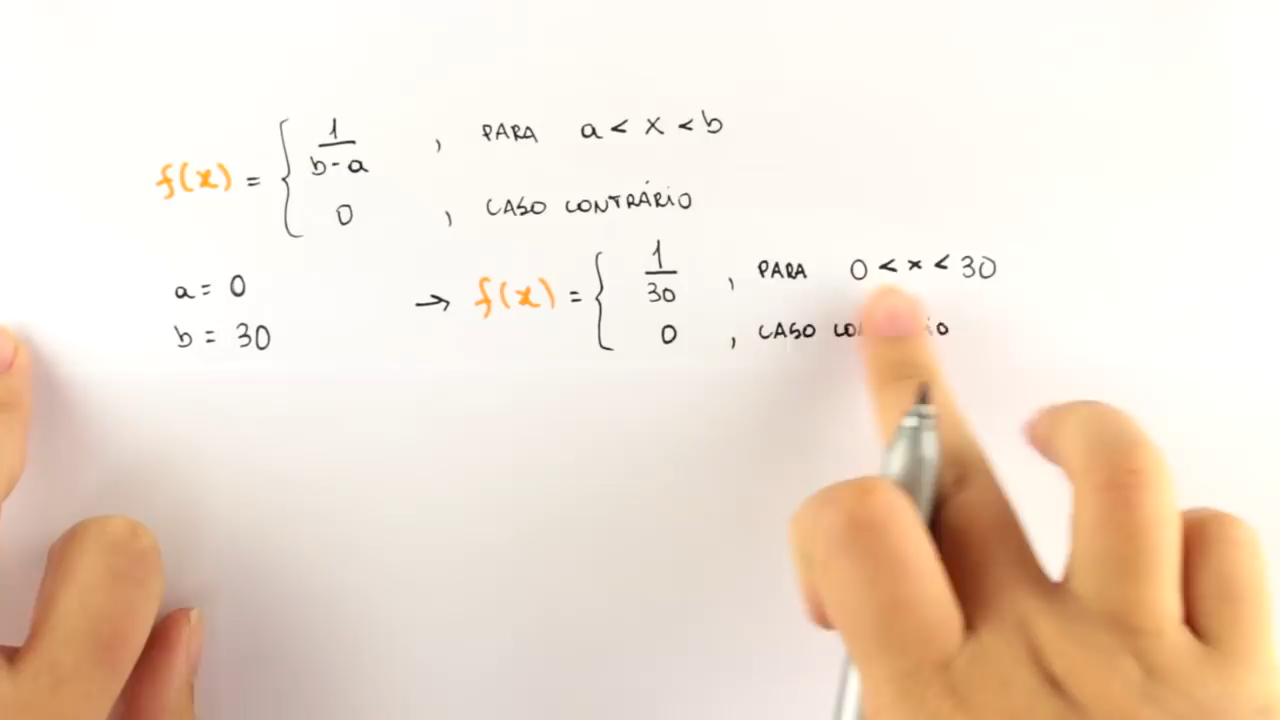 f(x) = { 1/(b-a) , PARA a < x < b
0 , CASO CONTRÁRIO
a = 0
b = 30
→ f(x) = { 1/30 , PARA 0 < x < 30
0 , CASO